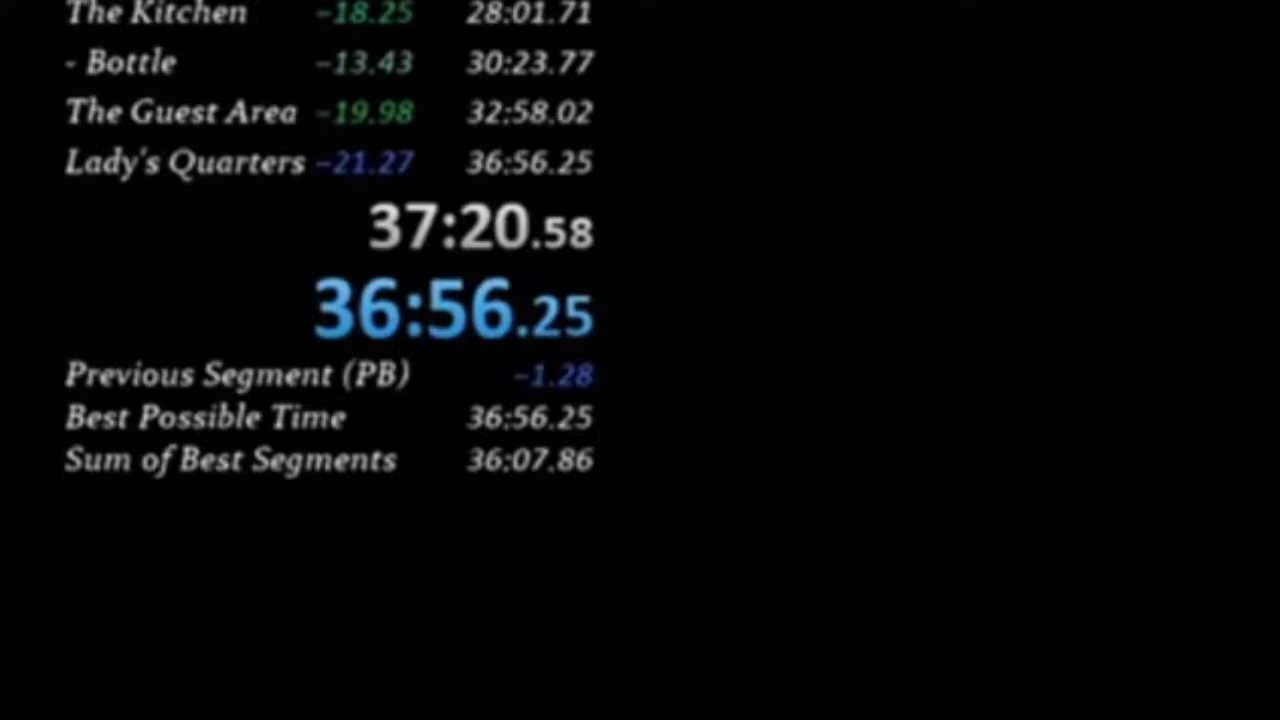 The Kitchen -18.25 28:01.71
- Bottle -13.43 30:23.77
The Guest Area -19.98 32:58.02
Lady's Quarters -21.27 36:56.25
37:20.58
36:56.25
Previous Segment (PB) -1.28
Best Possible Time 36:56.25
Sum of Best Segments 36:07.86